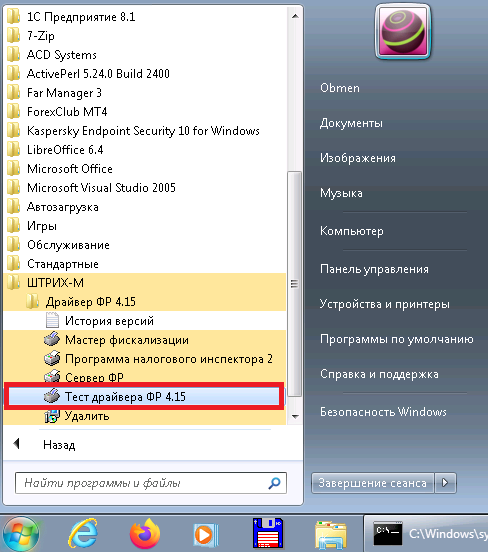 1С Предприятие 8.1
7-Zip
ACD Systems
ActivePerl 5.24.0 Build 2400
Far Manager 3
ForexClub MT4
Kaspersky Endpoint Security 10 for Windows
LibreOffice 6.4
Microsoft Office
Microsoft Visual Studio 2005
Автозагрузка
Игры
Обслуживание
Стандартные
ШТРИХ-М
Драйвер ФР 4.15
История версий
Мастер фискализации
Программа налогового инспектора 2
Сервер ФР
Тест драйвера ФР 4.15
Удалить
Назад
Найти программы и файлы
Obmen
Документы
Изображения
Музыка
Компьютер
Панель управления
Устройства и принтеры
Программы по умолчанию
Справка и поддержка
Безопасность Windows
Завершение сеанса
C:\Windows\sy